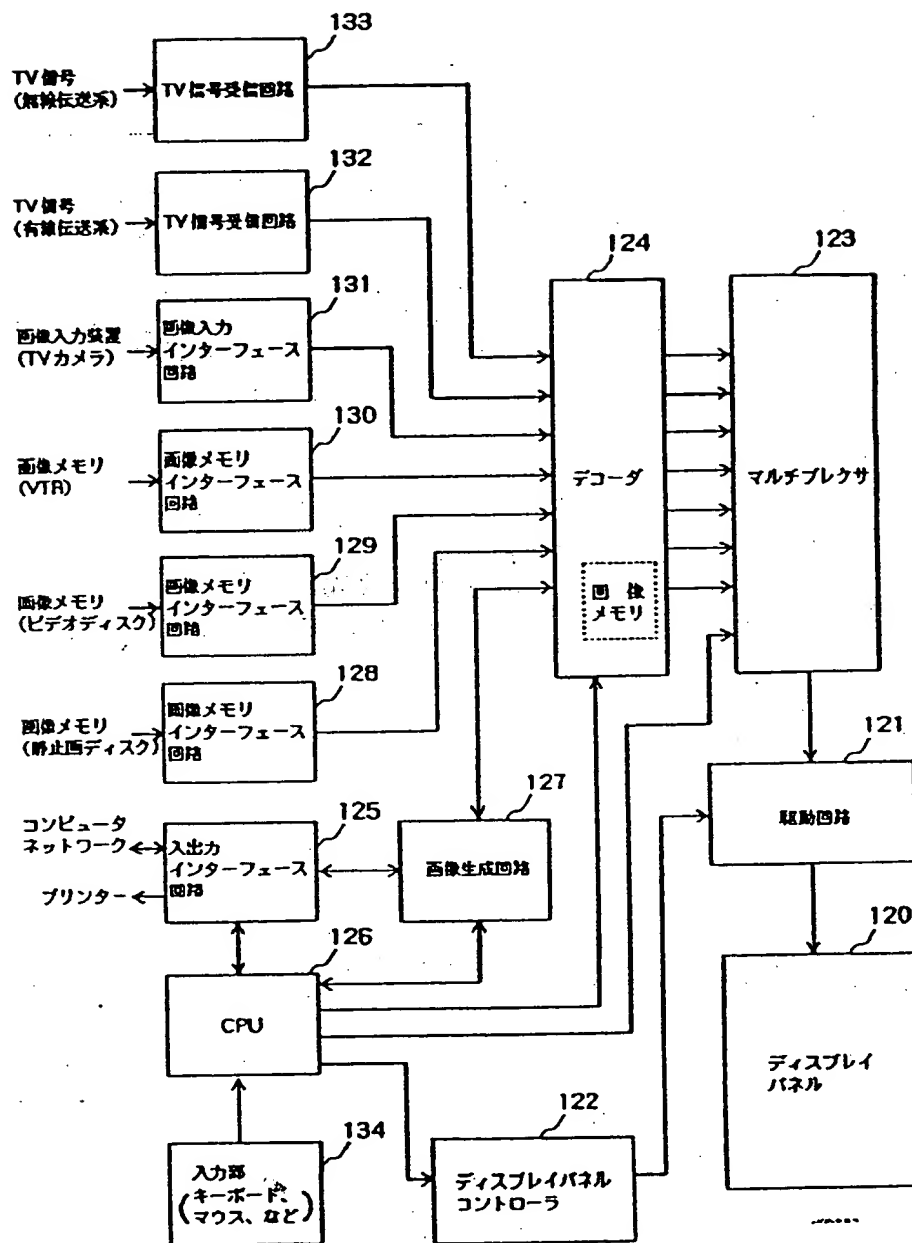 133
TV 信号
(無線伝送系)
TV 信号受信回路
132
TV 信号
(有線伝送系)
TV 信号受信回路
124
123
131
画像入力装置
(TVカメラ)
画像入力
インターフェース
回路
130
画像メモリ
(VTR)
画像メモリ
インターフェース
回路
デコーダ
マルチプレクサ
129
画像メモリ
(ビデオディスク)
画像メモリ
インターフェース
回路
画像
メモリ
128
画像メモリ
(静止画ディスク)
画像メモリ
インターフェース
回路
121
駆動回路
127
125
コンピュータ
ネットワーク
プリンター
入出力
インターフェース
回路
画像生成回路
126
120
CPU
ディスプレイ
パネル
134
122
入力部
(キーボード、
マウス、など)
ディスプレイパネル
コントローラ